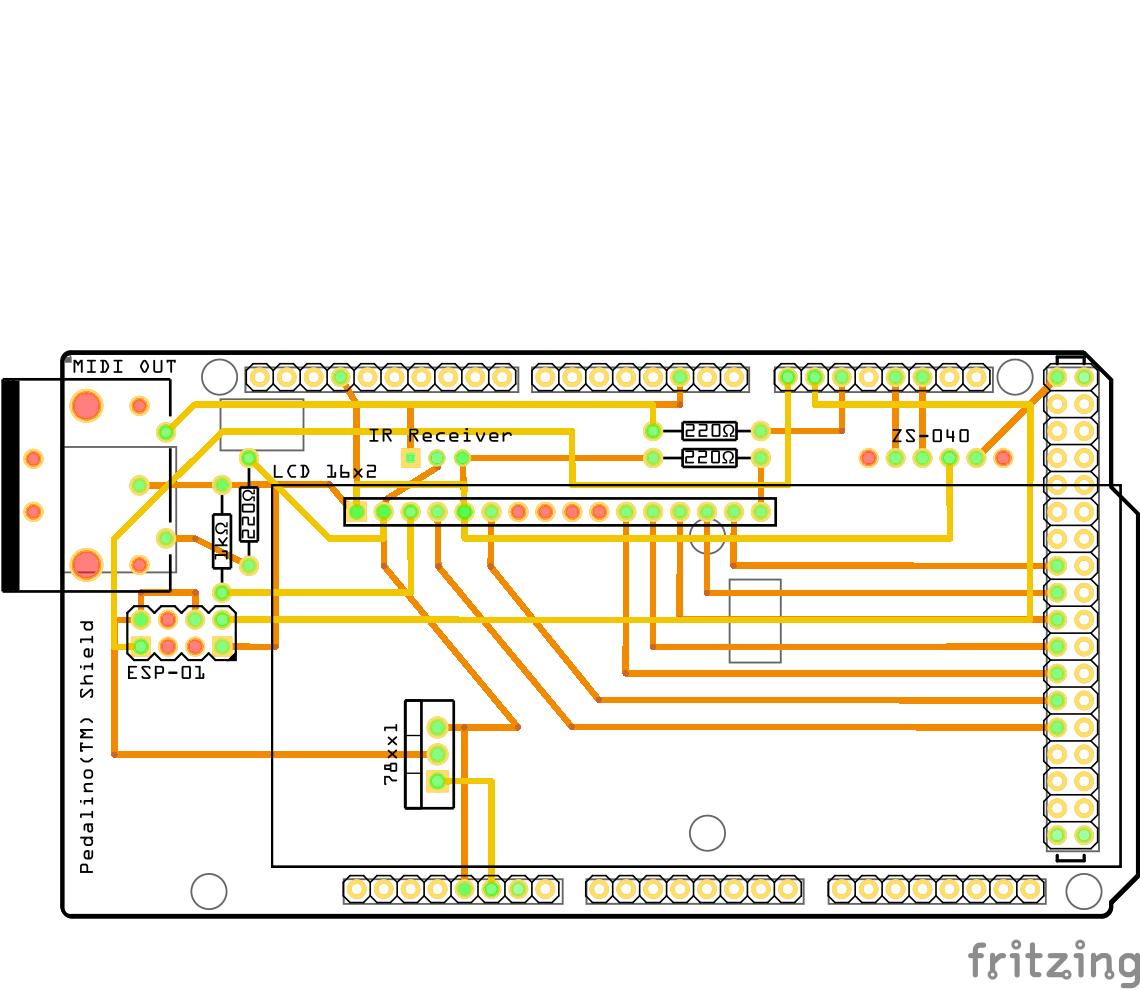 MIDI OUT
IR Receiver
220Ω
220Ω
ZS-040
LCD 16x2
220Ω
1kΩ
ESP-01
Pedalino(TM) Shield
78xx1
fritzing